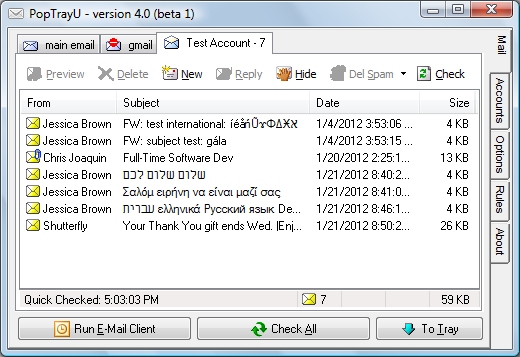 PopTrayU - version 4.0 (beta 1)
main email gmail Test Account - 7
Preview Delete New Reply Hide Del Spam Check
From Subject Date Size
Jessica Brown FW: test international: 1/4/2012 3:53:06 ... 4 KB
Jessica Brown FW: subject test: gála 1/4/2012 3:53:15 ... 4 KB
Chris Joaquin Full-Time Software Dev 1/20/2012 2:25:1... 13 KB
Jessica Brown שלום שלום לכם 1/21/2012 8:40:2... 4 KB
Jessica Brown Σαλόμ ειρήνη να είναι μαζί σας 1/21/2012 8:41:0... 4 KB
Jessica Brown עברית ελληνικά Русский язык De... 1/21/2012 8:46:1... 4 KB
Shutterfly Your Thank You gift ends Wed. |Enj... 1/21/2012 8:50:2... 26 KB
Quick Checked: 5:03:03 PM 7 59 KB
Run E-Mail Client Check All To Tray
Mail
Accounts
Options
Rules
About